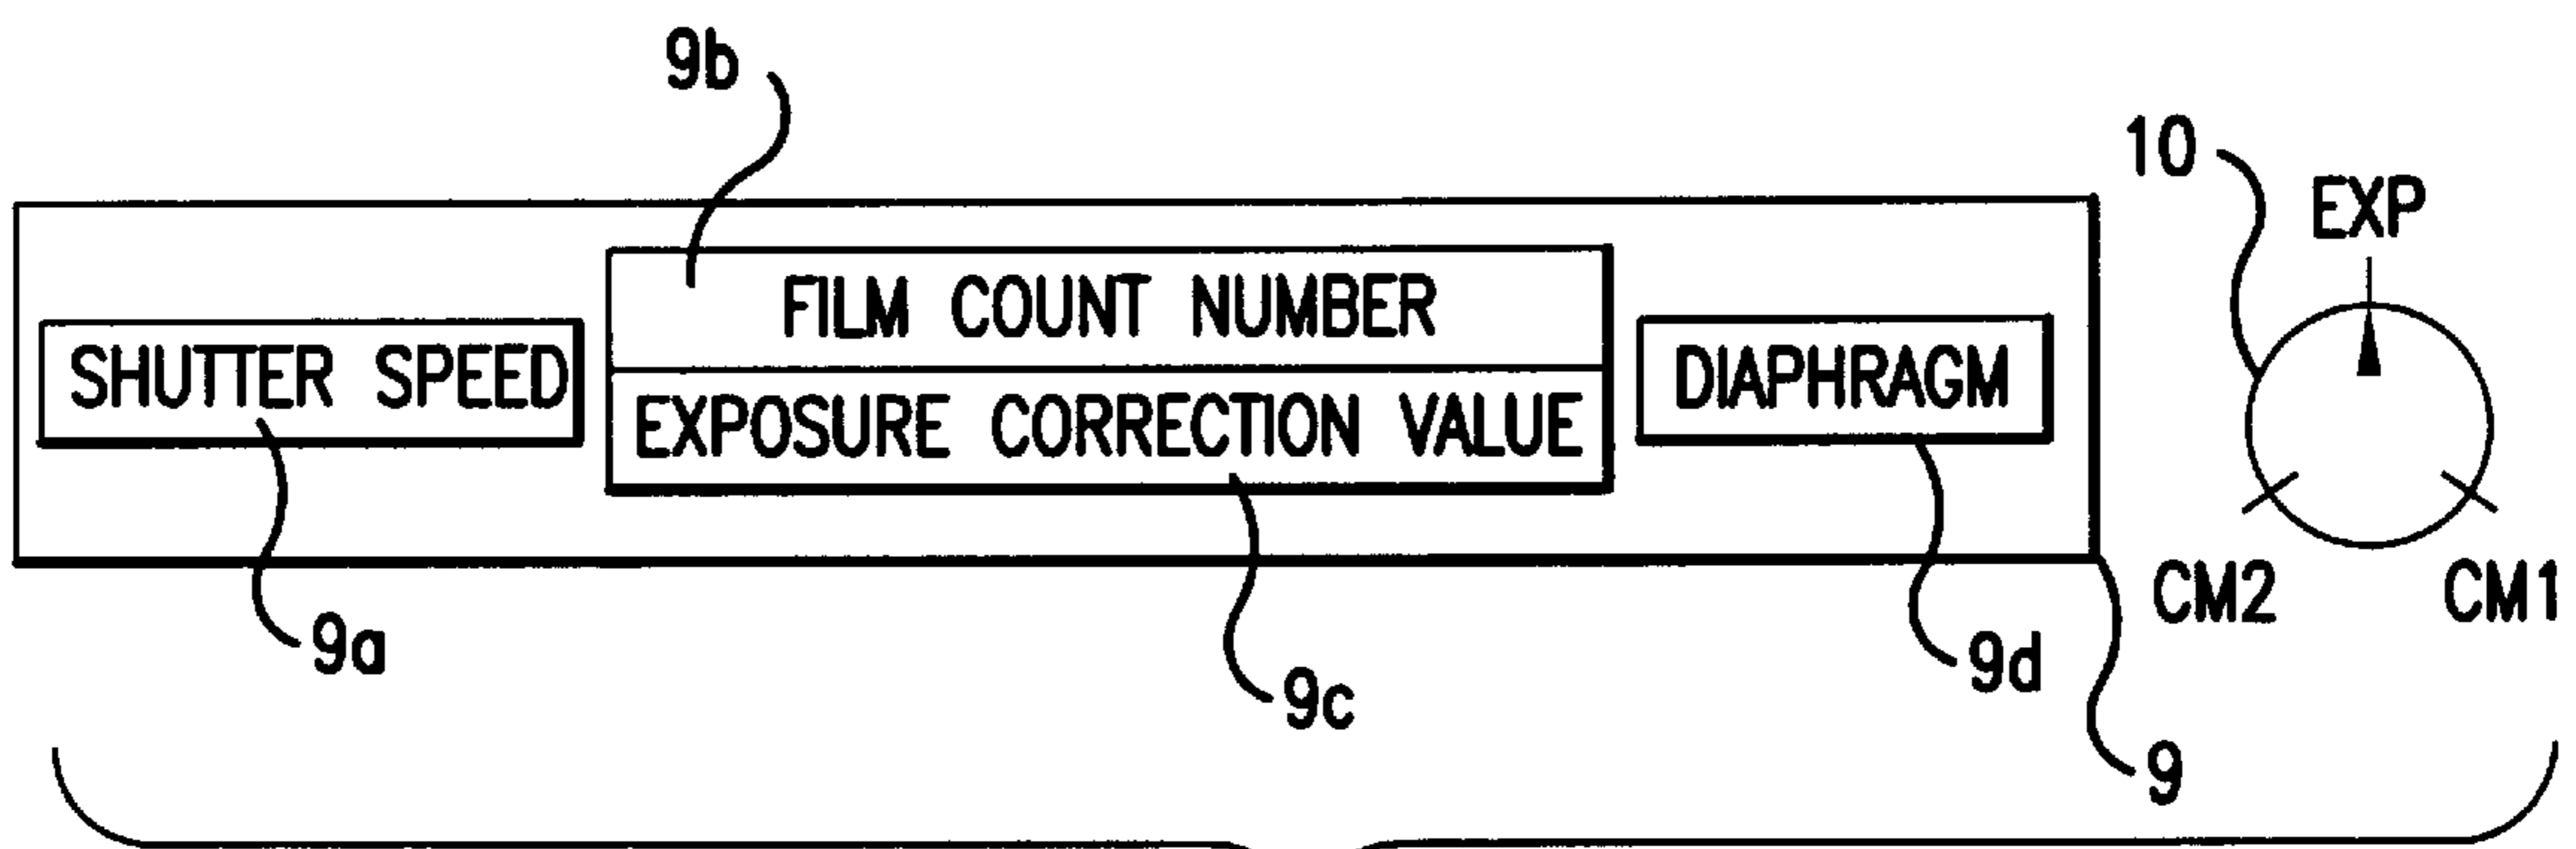 9b
10
EXP
FILM COUNT NUMBER
SHUTTER SPEED
DIAPHRAGM
EXPOSURE CORRECTION VALUE
CM2
CM1
9a
9d
9c
9